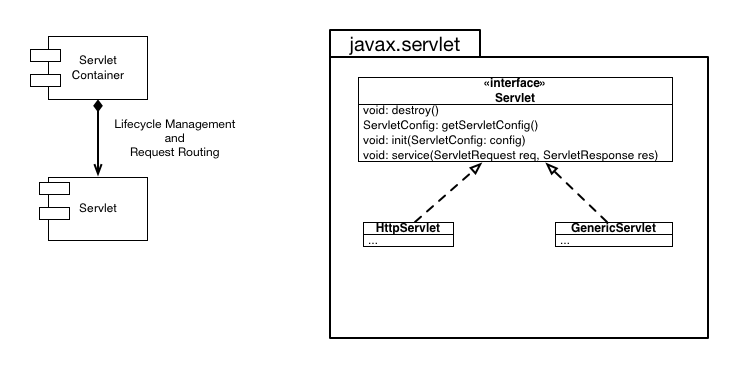 Servlet
Container
Lifecycle Management
and
Request Routing
Servlet
javax.servlet
«interface»
Servlet
void: destroy()
ServletConfig: getServletConfig()
void: init(ServletConfig: config)
void: service(ServletRequest req, ServletResponse res)
HttpServlet
...
GenericServlet
...